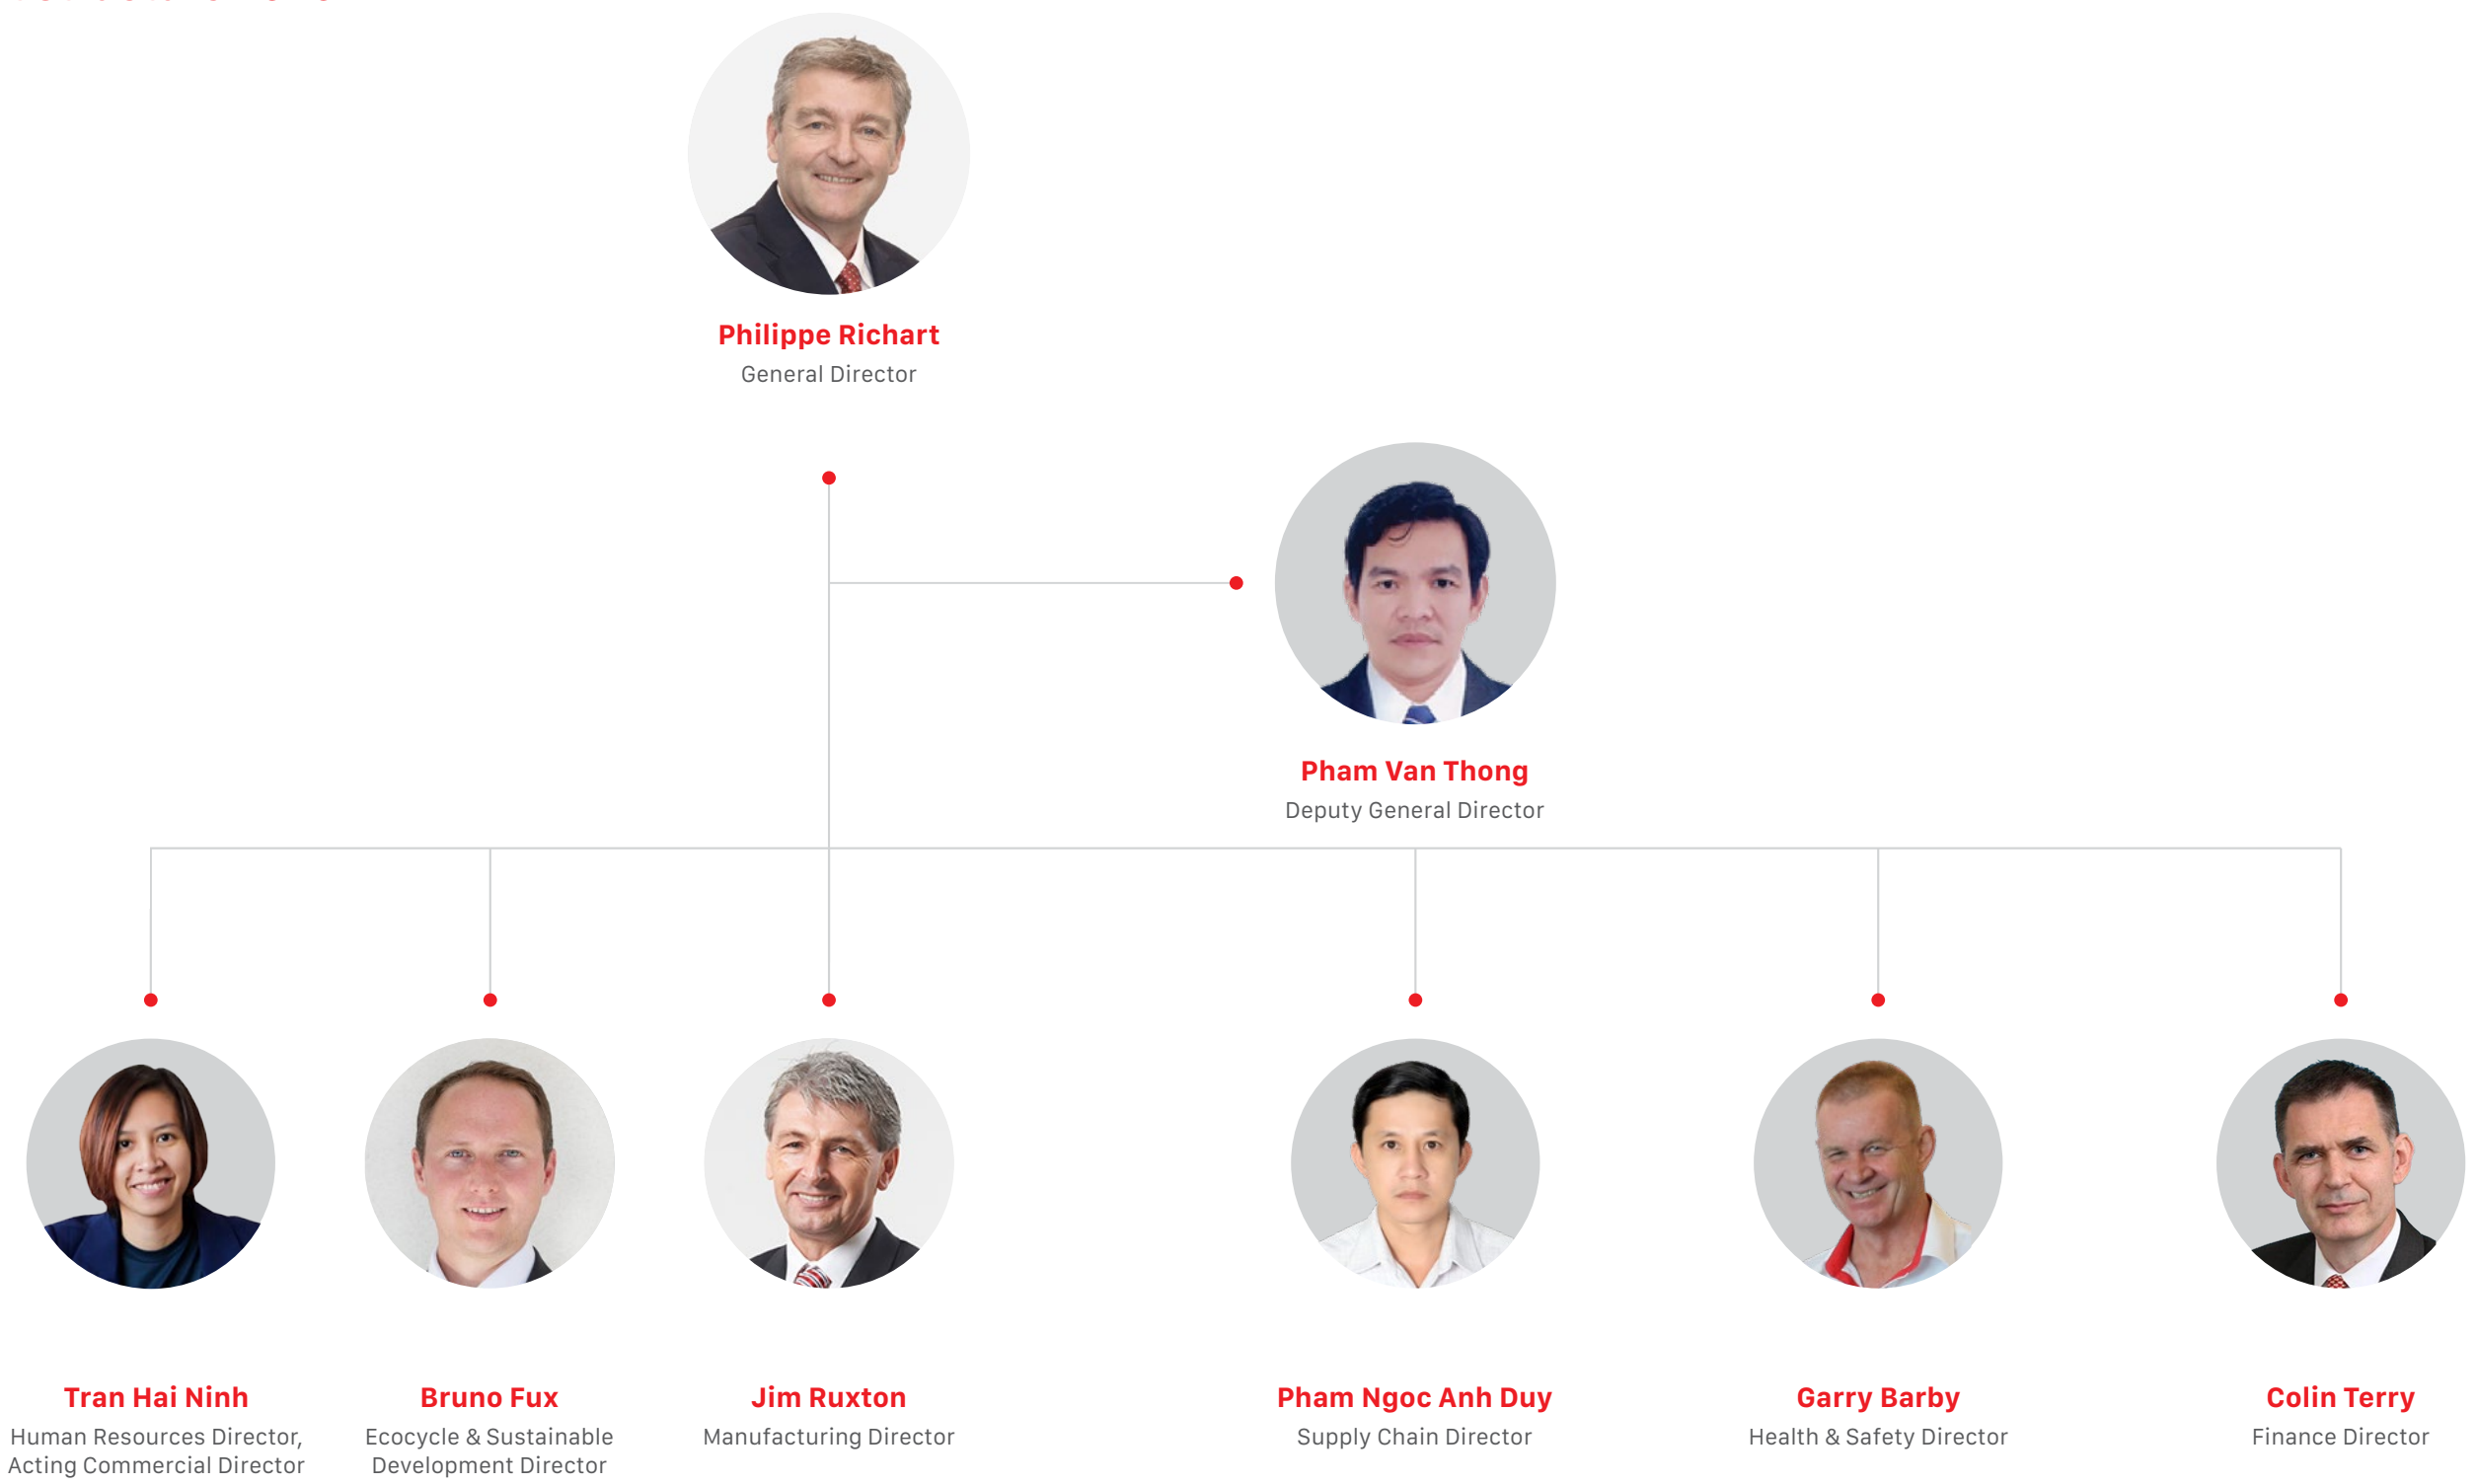 Philippe Richart
General Director
Pham Van Thong
Deputy General Director
Tran Hai Ninh
Human Resources Director,
Acting Commercial Director
Bruno Fux
Ecocycle & Sustainable
Development Director
Jim Ruxton
Manufacturing Director
Pham Ngoc Anh Duy
Supply Chain Director
Garry Barby
Health & Safety Director
Colin Terry
Finance Director